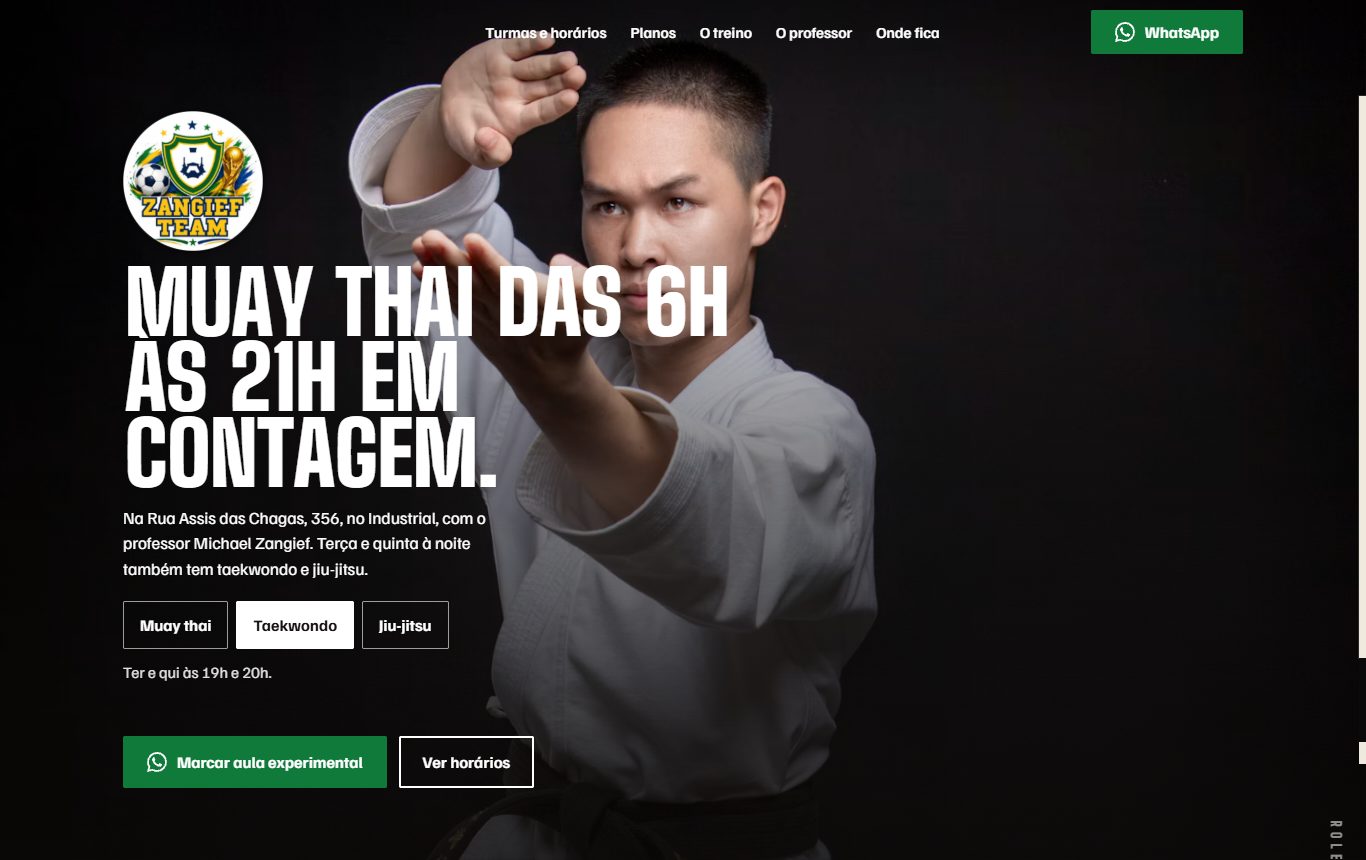 Turmas e horários Planos O treino O professor Onde fica WhatsApp
ZANGIEF
TEAM
MUAY THAI DAS 6H
ÀS 21H EM
CONTAGEM.
Na Rua Assis das Chagas, 356, no Industrial, com o
professor Michael Zangief. Terça e quinta à noite
também tem taekwondo e jiu-jitsu.
Muay thai Taekwondo Jiu-jitsu
Ter e qui às 19h e 20h.
Marcar aula experimental Ver horários
ROLE